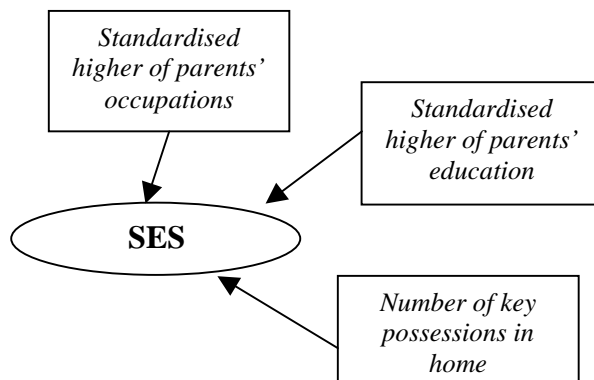 Standardised
higher of parents'
occupations
Standardised
higher of parents'
education
SES
Number of key
possessions in
home